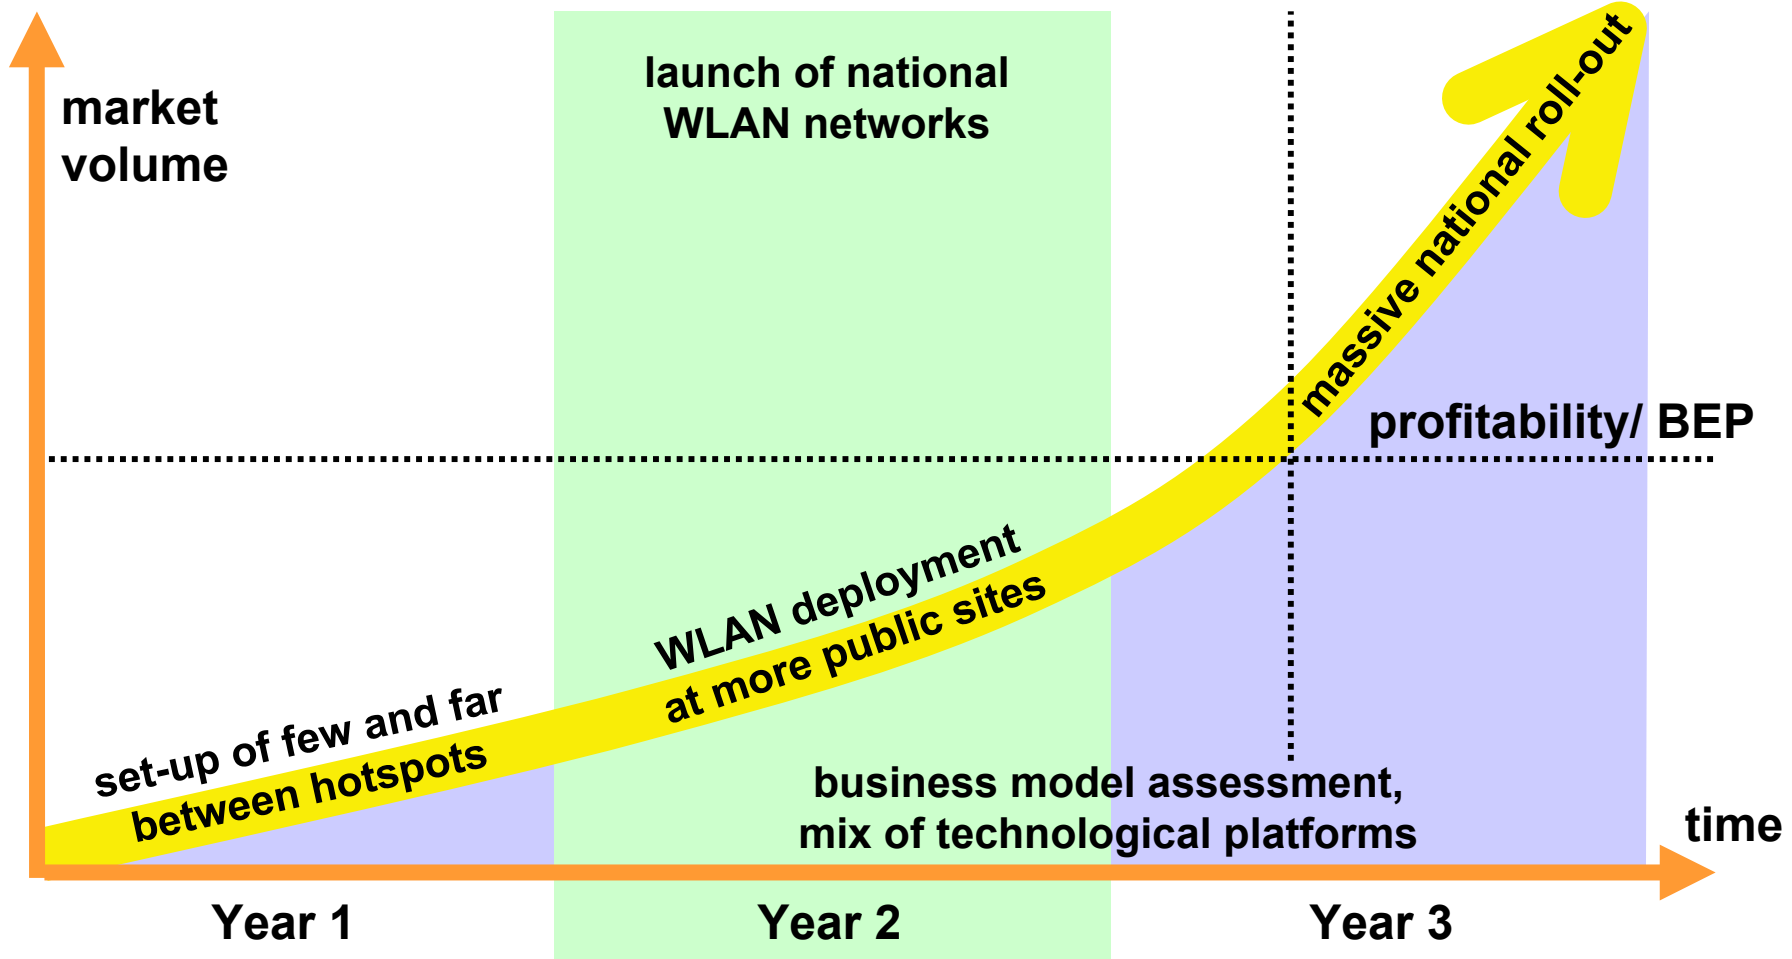 market
volume
launch of national
WLAN networks
massive national roll-out
profitability/ BEP
WLAN deployment
at more public sites
set-up of few and far
between hotspots
business model assessment,
mix of technological platforms
time
Year 1
Year 2
Year 3